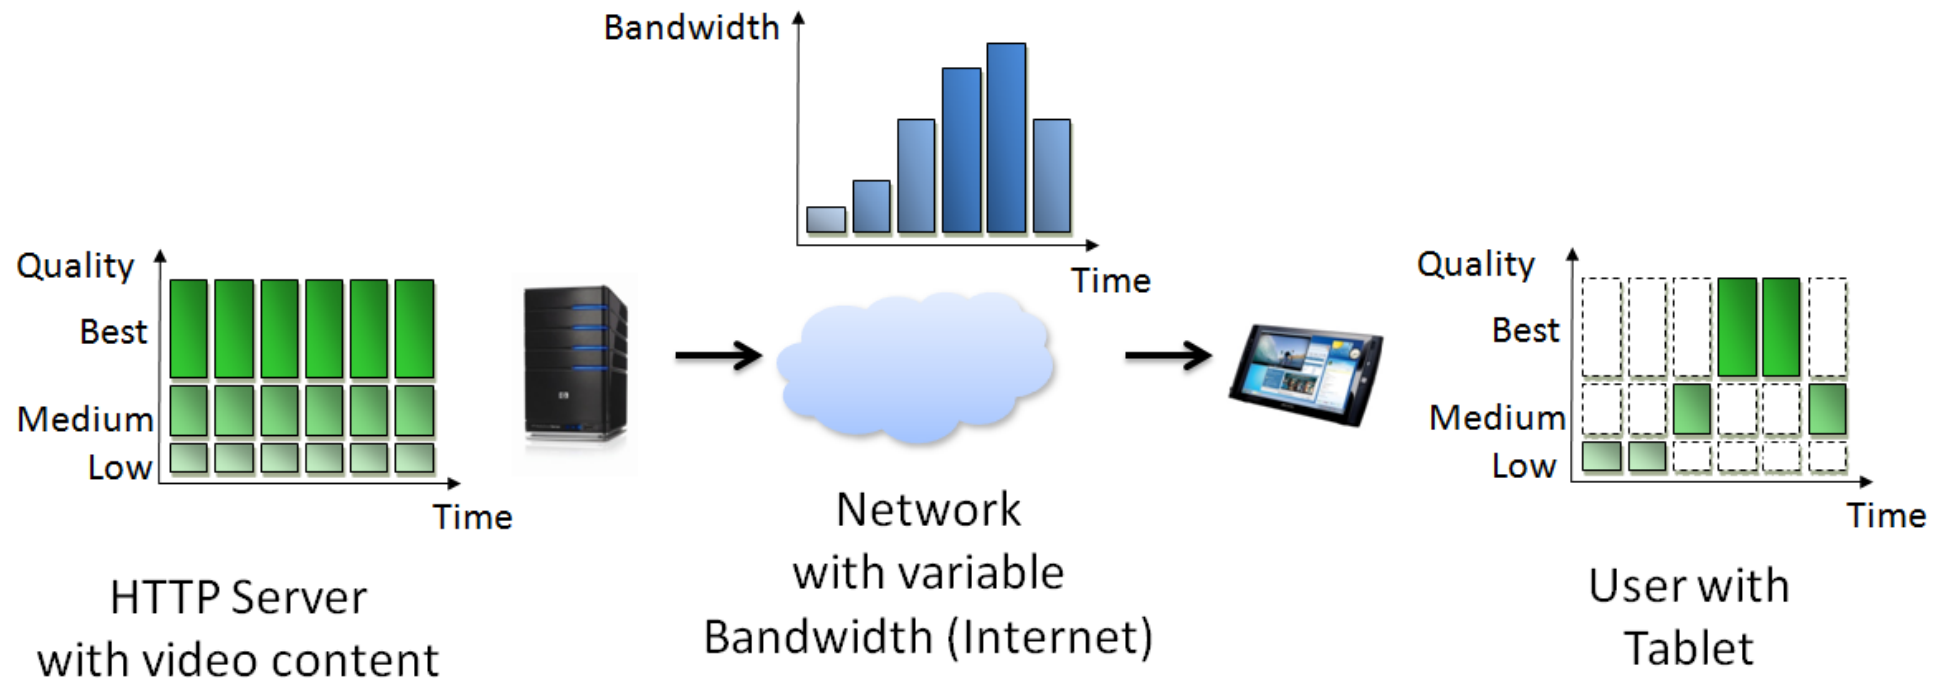 Bandwidth
Time
Quality
Best
Medium
Low
Time
HTTP Server
with video content
Network
with variable
Bandwidth (Internet)
Quality
Best
Medium
Low
Time
User with
Tablet